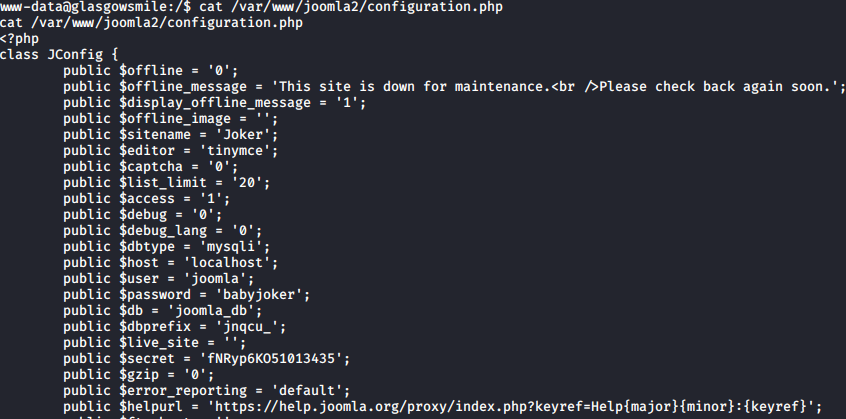 www-data@glasgowsmile:/$ cat /var/www/joomla2/configuration.php
cat /var/www/joomla2/configuration.php
<?php
class JConfig {
        public $offline = '0';
        public $offline_message = 'This site is down for maintenance.<br />Please check back again soon.';
        public $display_offline_message = '1';
        public $offline_image = '';
        public $sitename = 'Joker';
        public $editor = 'tinymce';
        public $captcha = '0';
        public $list_limit = '20';
        public $access = '1';
        public $debug = '0';
        public $debug_lang = '0';
        public $dbtype = 'mysqli';
        public $host = 'localhost';
        public $user = 'joomla';
        public $password = 'babyjoker';
        public $db = 'joomla_db';
        public $dbprefix = 'jnqcu_';
        public $live_site = '';
        public $secret = 'fNRyp6KO51013435';
        public $gzip = '0';
        public $error_reporting = 'default';
        public $helpurl = 'https://help.joomla.org/proxy/index.php?keyref=Help{major}{minor}:{keyref}';